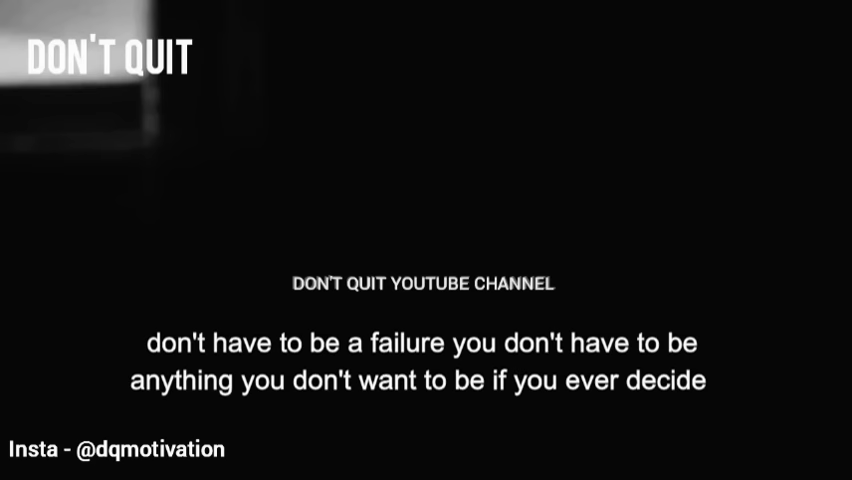 DON'T QUIT
DON'T QUIT YOUTUBE CHANNEL
don't have to be a failure you don't have to be
anything you don't want to be if you ever decide
Insta - @dqmotivation